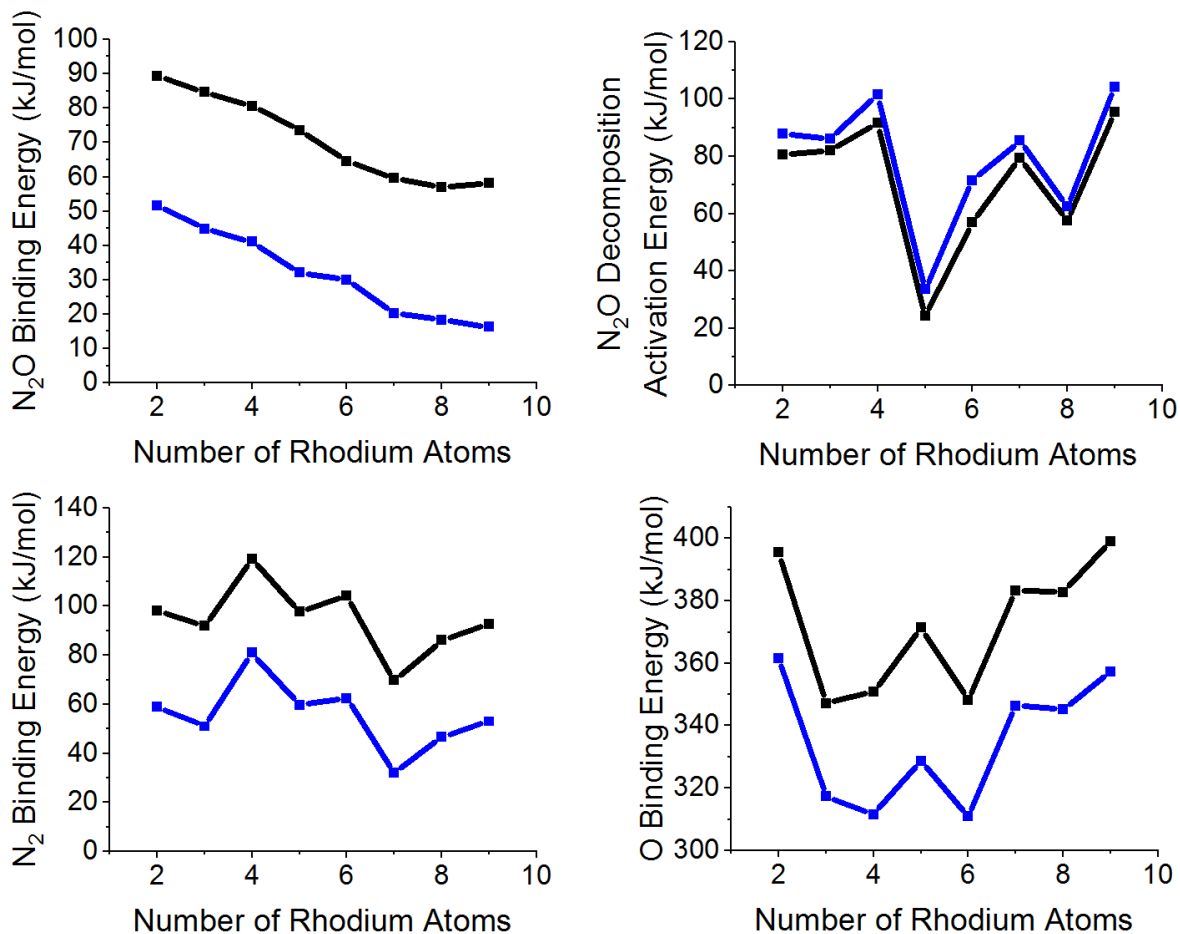 N₂O Binding Energy (kJ/mol)
100
90
80
70
60
50
40
30
20
10
0
2 4 6 8 10
Number of Rhodium Atoms
N₂O Decomposition
Activation Energy (kJ/mol)
120
100
80
60
40
20
0
2 4 6 8 10
Number of Rhodium Atoms
N₂ Binding Energy (kJ/mol)
140
120
100
80
60
40
20
0
2 4 6 8 10
Number of Rhodium Atoms
O Binding Energy (kJ/mol)
400
380
360
340
320
300
2 4 6 8 10
Number of Rhodium Atoms